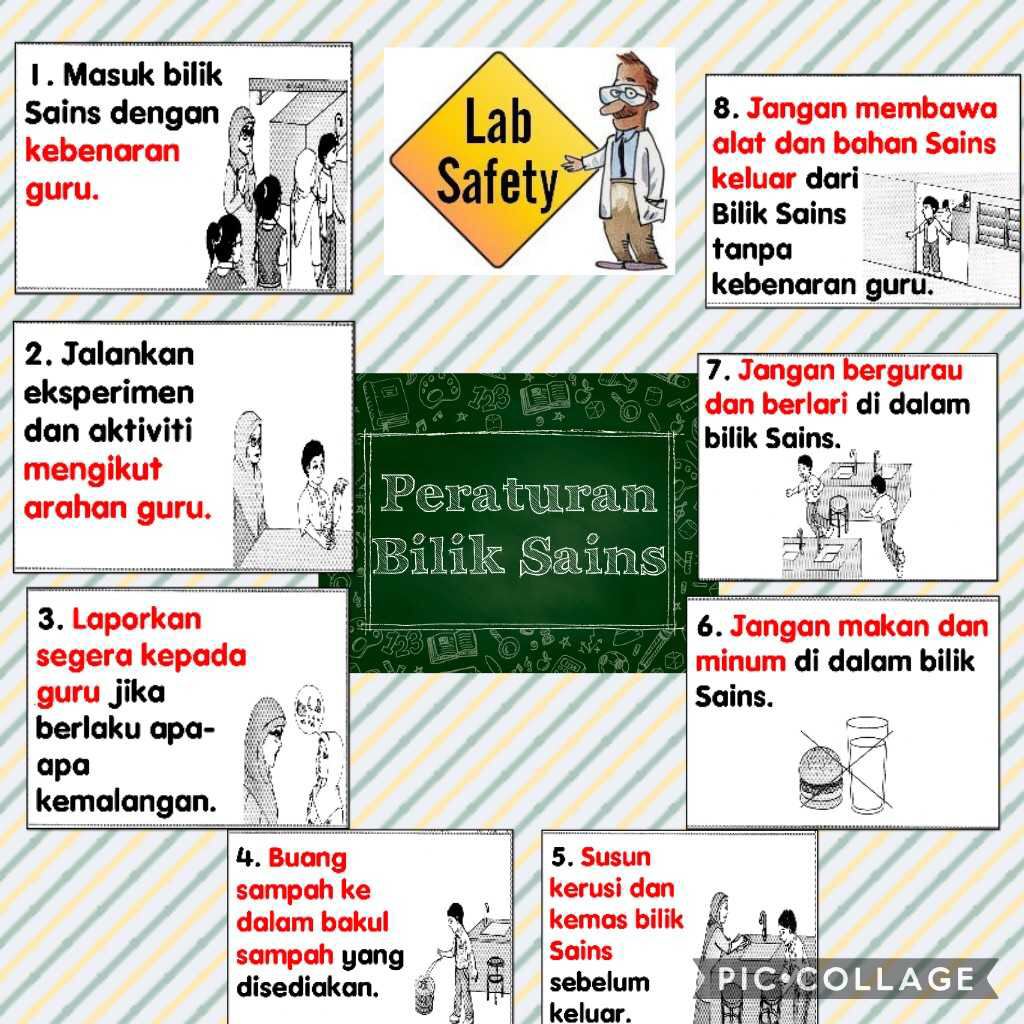 1. Masuk bilik
Sains dengan
kebenaran
guru.
Lab
Safety
8. Jangan membawa
alat dan bahan Sains
keluar dari
Bilik Sains
tanpa
kebenaran guru.
2. Jalankan
eksperimen
dan aktiviti
mengikut
arahan guru.
Peraturan
Bilik Sains
7. Jangan bergurau
dan berlari di dalam
bilik Sains.
3. Laporkan
segera kepada
guru jika
berlaku apa-
apa
kemalangan.
6. Jangan makan dan
minum di dalam bilik
Sains.
4. Buang
sampah ke
dalam bakul
sampah yang
disediakan.
5. Susun
kerusi dan
kemas bilik
Sains
sebelum
keluar.
PIC•COLLAGE